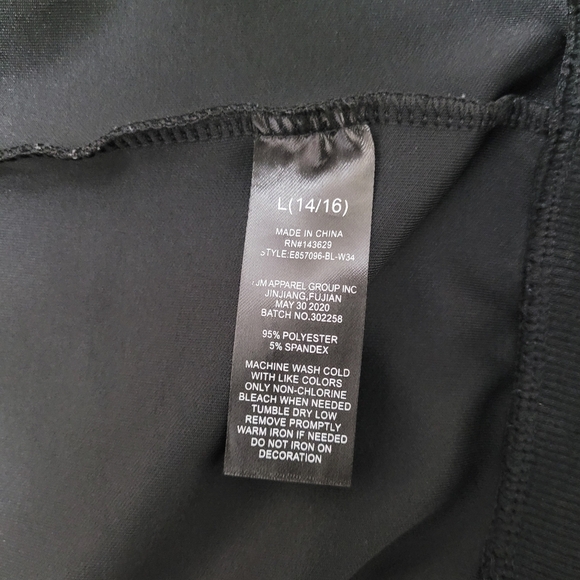 L(14/16)
MADE IN CHINA
RN#143629
STYLE:E857096-BL-W34
JM APPAREL GROUP INC
JINJIANG,FUJIAN
MAY 30 2020
BATCH NO.302258
95% POLYESTER
5% SPANDEX
MACHINE WASH COLD
WITH LIKE COLORS
ONLY NON-CHLORINE
BLEACH WHEN NEEDED
TUMBLE DRY LOW
REMOVE PROMPTLY
WARM IRON IF NEEDED
DO NOT IRON ON
DECORATION